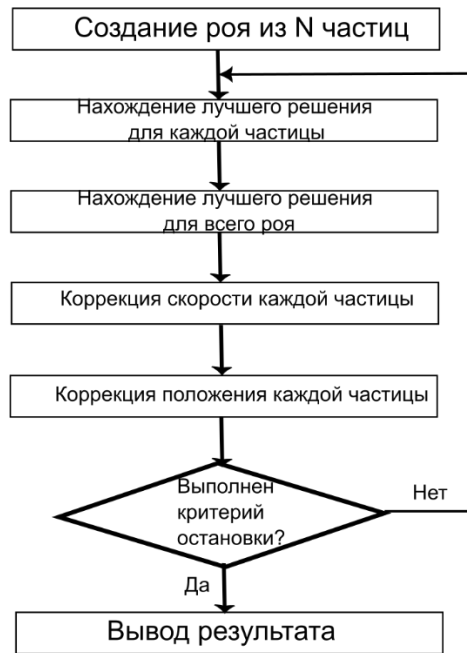 Создание роя из N частиц
Нахождение лучшего решения
для каждой частицы
Нахождение лучшего решения
для всего роя
Коррекция скорости каждой частицы
Коррекция положения каждой частицы
Выполнен
критерий
остановки?
Нет
Да
Вывод результата